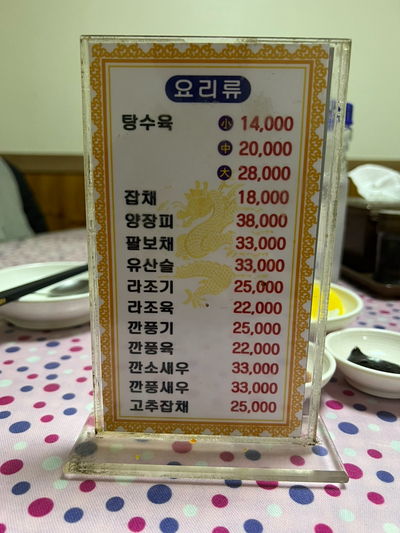 요리류
탕수육 小 14,000
中 20,000
大 28,000
잡채 18,000
양장피 38,000
팔보채 33,000
유산슬 33,000
라조기 25,000
라조육 22,000
깐풍기 25,000
깐풍육 22,000
깐소새우 33,000
깐풍새우 33,000
고추잡채 25,000